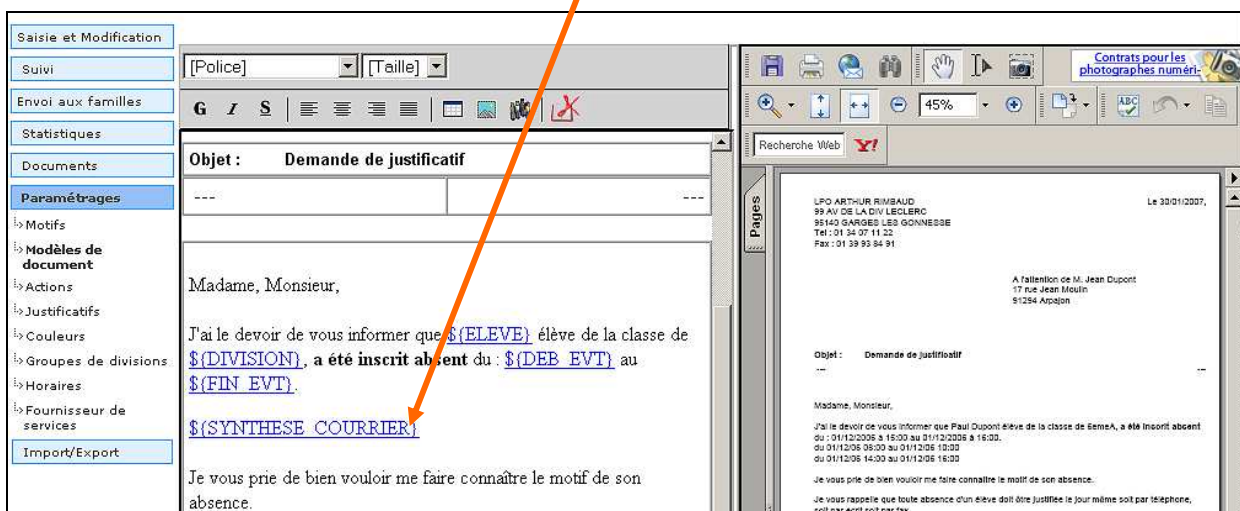 Saisie et Modification
Suivi
Envoi aux familles
Statistiques
Documents
Paramétrages
Motifs
Modèles de
document
Actions
Justificatifs
Couleurs
Groupes de divisions
Horaires
Fournisseur de
services
Import/Export
[Police] [Taille]
G I S
Objet : Demande de justificatif
--- ---
Madame, Monsieur,
J'ai le devoir de vous informer que ${ELEVE} élève de la classe de
${DIVISION}, a été inscrit absent du : ${DEB_EVT} au
${FIN_EVT}.
${SYNTHESE_COURRIER}
Je vous prie de bien vouloir me faire connaître le motif de son
absence.
Contrats pour les
photographes numéri-
45%
ABC
Recherche Web Y!
Pages
LPO ARTHUR RIMBAUD Le 30/01/2007,
99 AV DE LA DIV LECLERC
95140 GARGES LES GONNESSE
Tel : 01 34 07 11 22
Fax : 01 39 93 84 91
A l'attention de M. Jean Dupont
17 rue Jean Moulin
91294 Arpajon
Objet : Demande de justificatif
--- ---
Madame, Monsieur,
J'ai le devoir de vous informer que Paul Dupont élève de la classe de 6emeA, a été inscrit absent
du : 01/12/2006 à 15:00 au 01/12/2006 à 16:00.
du 01/12/06 08:00 au 01/12/06 10:00
du 01/12/06 14:00 au 01/12/06 16:00
Je vous prie de bien vouloir me faire connaître le motif de son absence.
Je vous rappelle que toute absence d'un élève doit être justifiée le jour même soit par téléphone,
soit par écrit soit par fax.